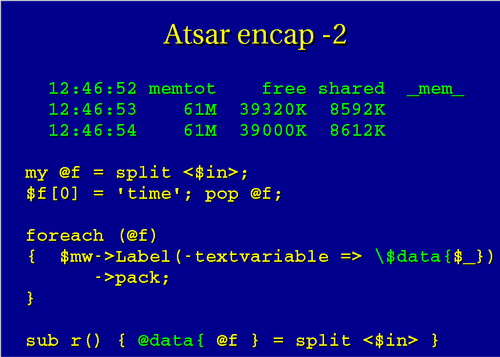 Atsar encap -2
12:46:52 memtot free shared _mem_
12:46:53 61M 39320K 8592K
12:46:54 61M 39000K 8612K
my @f = split <$in>;
$f[0] = 'time'; pop @f;
foreach (@f)
{ $mw->Label(-textvariable => \$data{$_})
->pack;
}
sub r() { @data{ @f } = split <$in> }